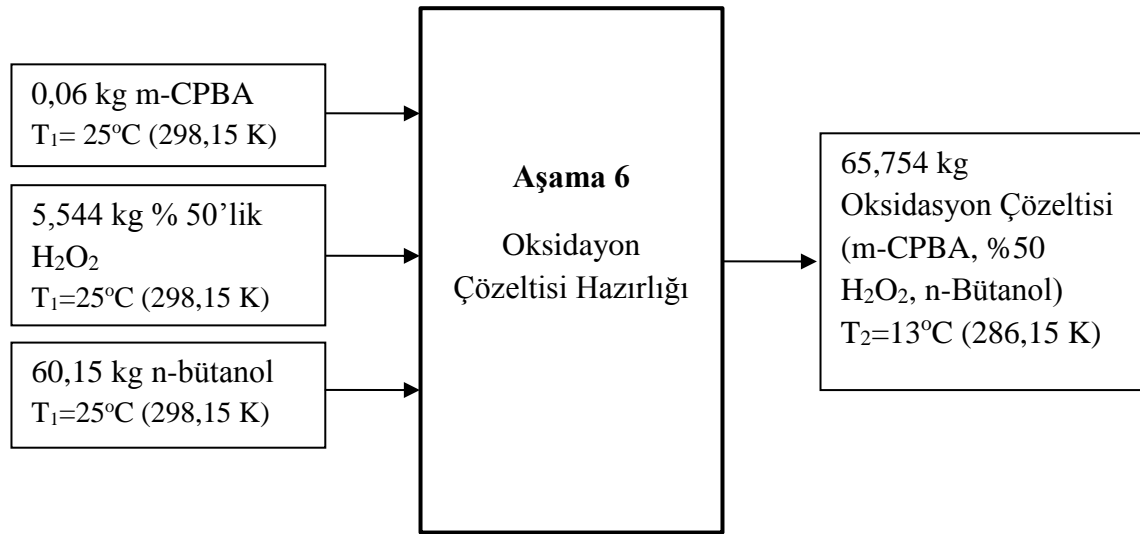 0,06 kg m-CPBA
T₁= 25°C (298,15 K)
5,544 kg % 50’lik
H₂O₂
T₁=25°C (298,15 K)
60,15 kg n-bütanol
T₁=25°C (298,15 K)
Aşama 6
Oksidayon
Çözeltisi Hazırlığı
65,754 kg
Oksidasyon Çözeltisi
(m-CPBA, %50
H₂O₂, n-Bütanol)
T₂=13°C (286,15 K)